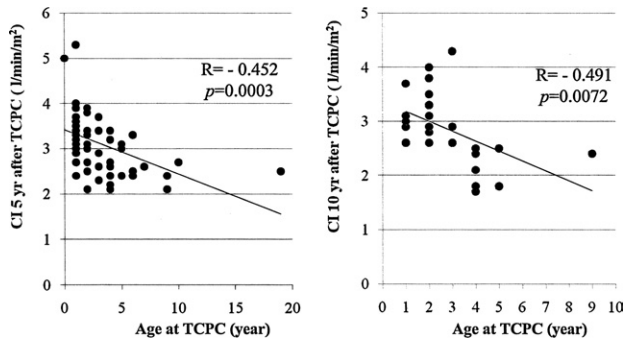 CI 5 yr after TCPC ( l/min/m²)
6
5
4
3
2
1
0
R= - 0.452
p=0.0003
0 5 10 15 20
Age at TCPC (year)
CI 10 yr after TCPC ( l/min/m²)
5
4
3
2
1
0
R= - 0.491
p=0.0072
0 1 2 3 4 5 6 7 8 9 10
Age at TCPC (year)